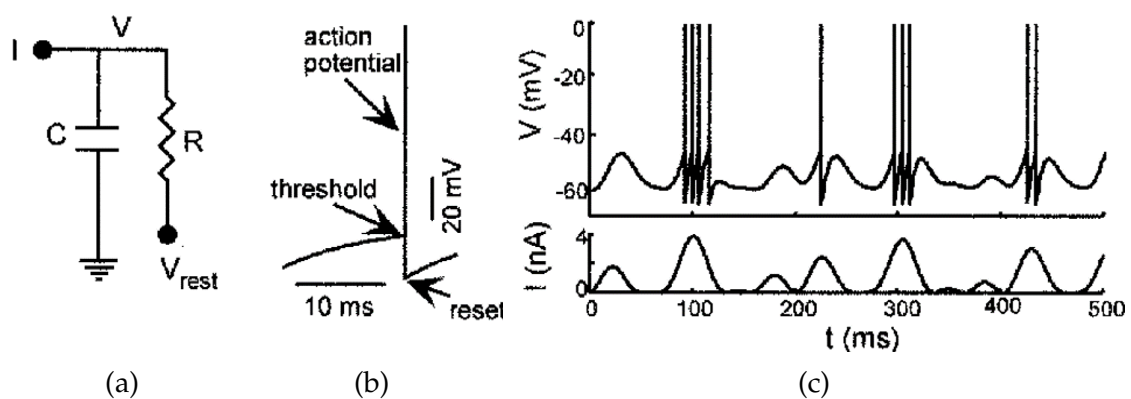 I
V
C
R
V_rest
action
potential
threshold
20 mV
10 ms
reset
V (mV)
0
-20
-40
-60
I (nA)
4
0
0 100 200 300 400 500
t (ms)
(a) (b) (c)